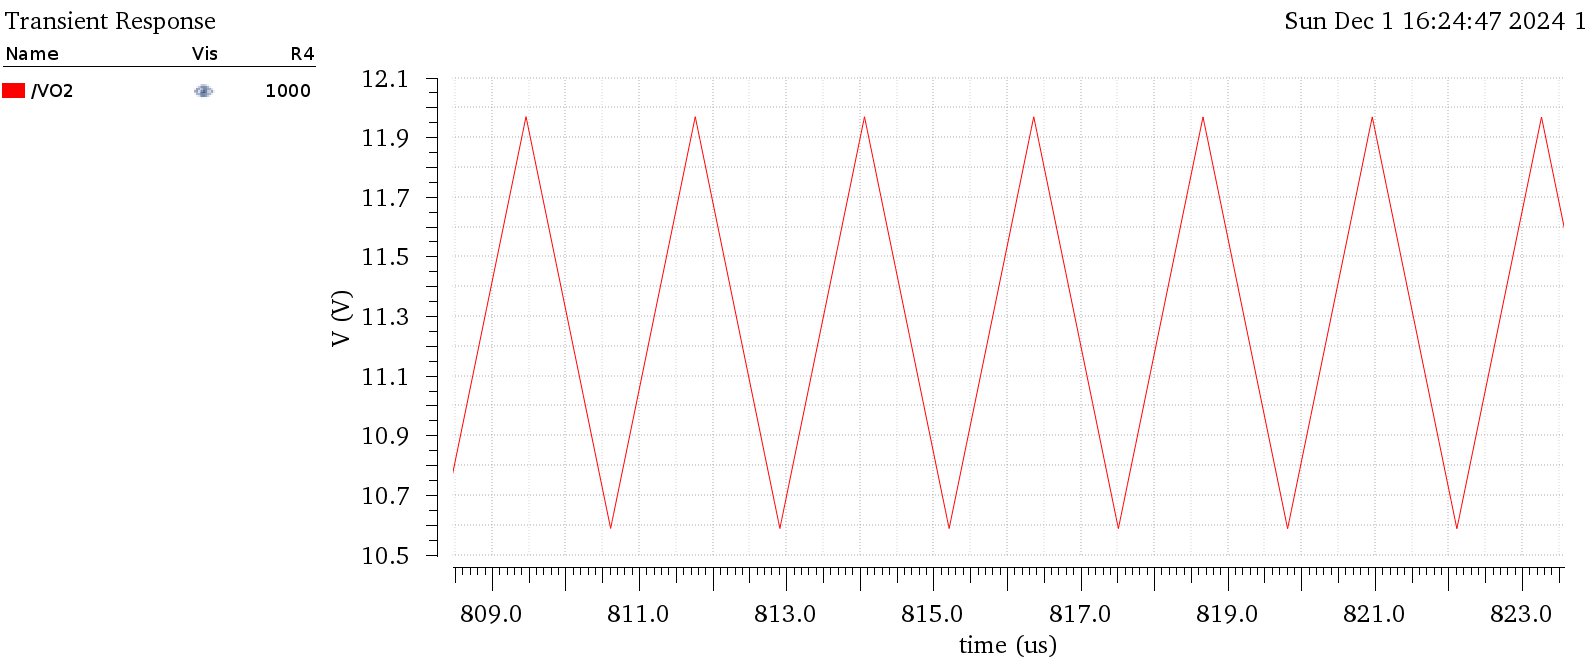 Transient Response
Sun Dec 1 16:24:47 2024 1
Name Vis R4
/VO2 1000
12.1
11.9
11.7
11.5
11.3
11.1
10.9
10.7
10.5
V (V)
809.0 811.0 813.0 815.0 817.0 819.0 821.0 823.0
time (us)